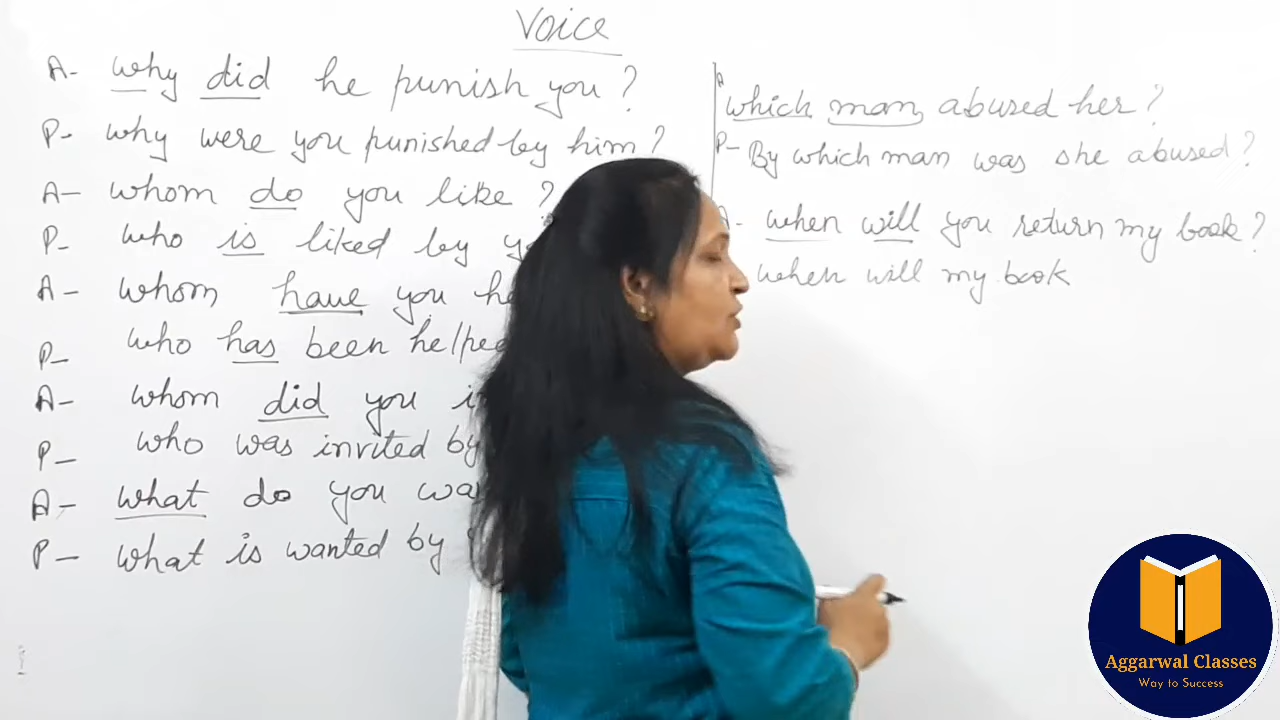 Voice
A- why did he punish you?
P- why were you punished by him?
A- whom do you like?
P- who is liked by
A- whom have you
P- who has been helped
A- whom did you
P- who was invited by
A- what do you
P- what is wanted by
A
which man abused her?
P- By which man was she abused?
A- when will you return my book?
when will my book
Aggarwal Classes
Way to Success